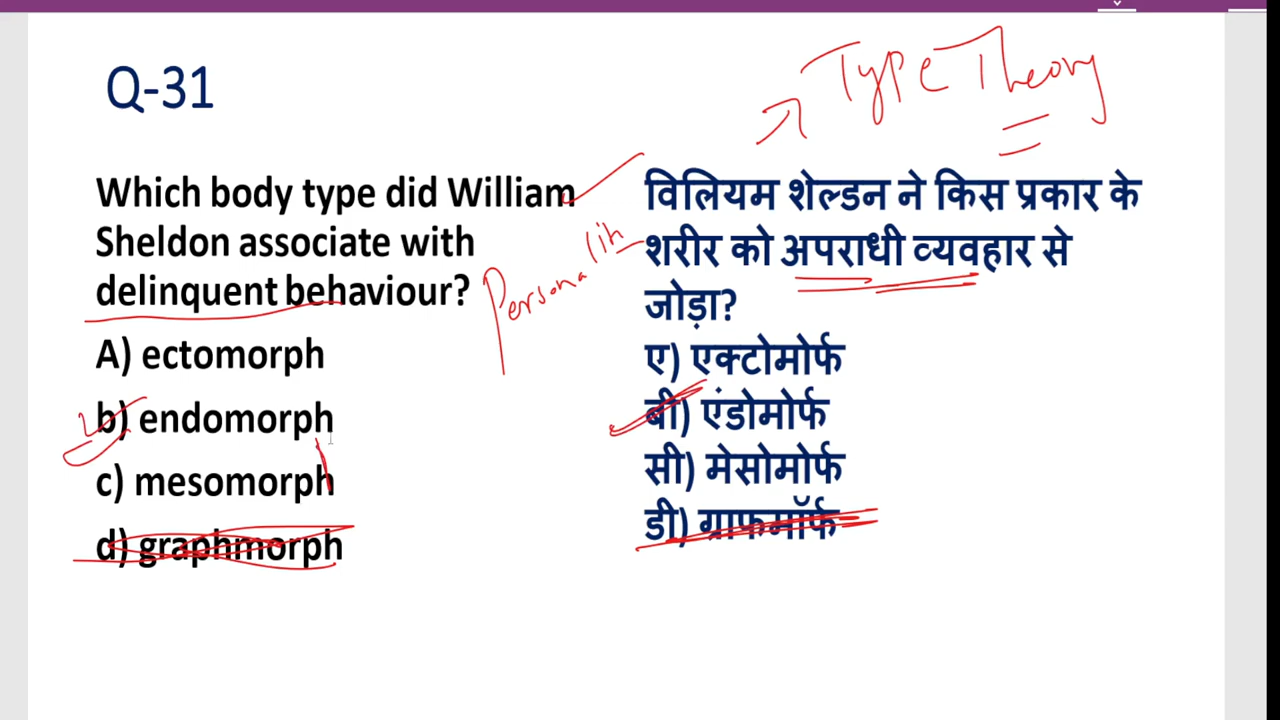 Q-31
Type Theory
Which body type did William
Sheldon associate with
delinquent behaviour?
A) ectomorph
b) endomorph
c) mesomorph
d) graphmorph
Personality
विलियम शेल्डन ने किस प्रकार के
शरीर को अपराधी व्यवहार से
जोड़ा?
ए) एक्टोमोर्फ
बी) एंडोमोर्फ
सी) मेसोमोर्फ
डी) ग्राफमॉर्फ